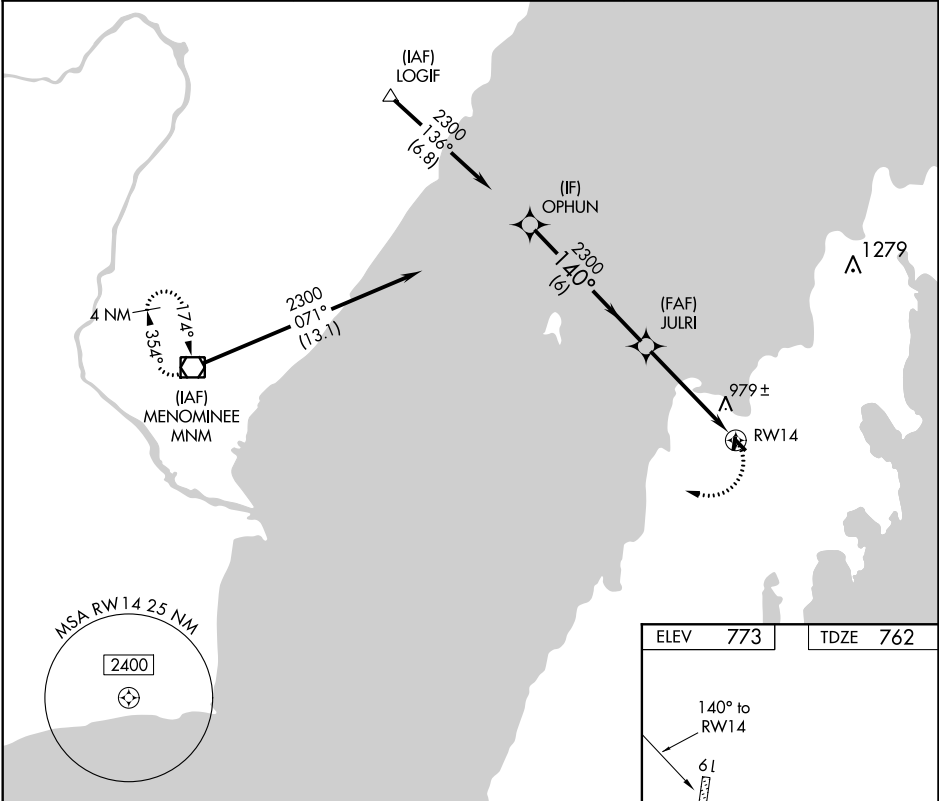 (IAF)
LOGIF
2300
136°
(6.8)
(IF)
OPHUN
2300
140°
(6)
1279
(FAF)
JULRI
2300
071°
(13.1)
4 NM
174°
354°
(IAF)
MENOMINEE
MNM
979 ±
RW14
MSA RW14 25 NM
2400
ELEV 773
TDZE 762
140° to
RW14
19